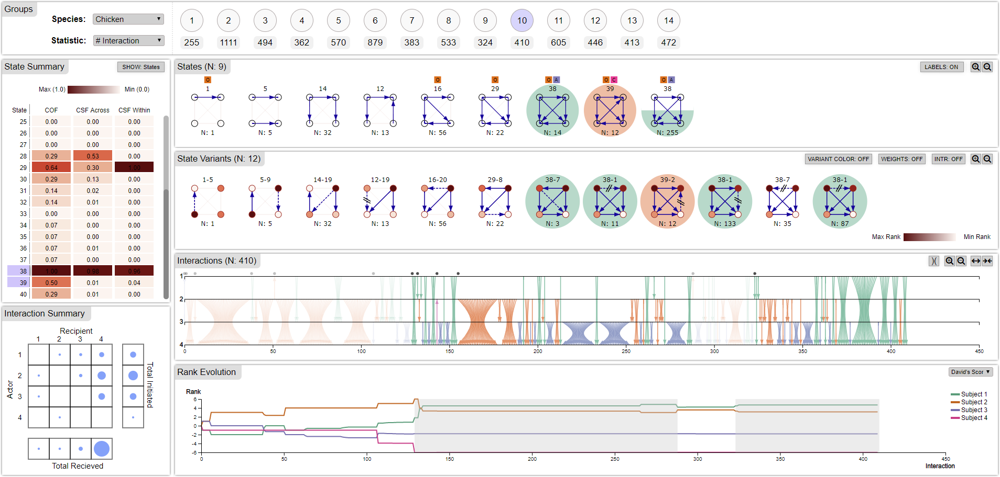 Groups
Species: Chicken
Statistic: # Interaction
1 2 3 4 5 6 7 8 9 10 11 12 13 14
255 1111 494 362 570 879 383 533 324 410 605 446 413 472
State Summary
SHOW: States
Max (1.0) Min (0.0)
State COF CSF Across CSF Within
25 0.00 0.00 0.00
26 0.00 0.00 0.00
27 0.00 0.00 0.00
28 0.29 0.53 0.00
29 0.64 0.30 1.00
30 0.29 0.13 0.00
31 0.14 0.02 0.00
32 0.14 0.01 0.00
33 0.00 0.00 0.00
34 0.07 0.00 0.00
35 0.07 0.00 0.00
36 0.07 0.01 0.00
37 0.07 0.00 0.00
38 1.00 0.98 0.96
39 0.50 0.01 0.04
40 0.29 0.01 0.00
Interaction Summary
Recipient
1 2 3 4
Actor
1
2
3
4
Total Initiated
Total Recieved
States (N: 9)
LABELS: ON
O O O O A O C O A
1 5 14 12 16 29 38 39 38
N: 1 N: 5 N: 32 N: 13 N: 56 N: 22 N: 14 N: 12 N: 255
State Variants (N: 12)
VARIANT COLOR: OFF WEIGHTS: OFF INTR: OFF
1-5 5-9 14-19 12-19 16-20 29-8 38-7 38-1 39-2 38-1 38-7 38-1
N: 1 N: 5 N: 32 N: 13 N: 56 N: 22 N: 3 N: 11 N: 12 N: 133 N: 35 N: 87
Max Rank Min Rank
Interactions (N: 410)
)(
1
2
3
4
0 50 100 150 200 250 300 350 400 450
Rank Evolution
David's Scor
Rank
6
4
2
0
-2
-4
-6
0 50 100 150 200 250 300 350 400 450
Interaction
Subject 1
Subject 2
Subject 3
Subject 4